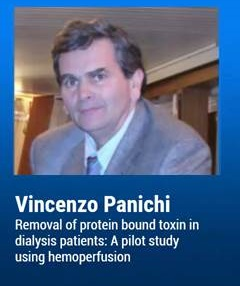 Vincenzo Panichi
Removal of protein bound toxin in
dialysis patients: A pilot study
using hemoperfusion